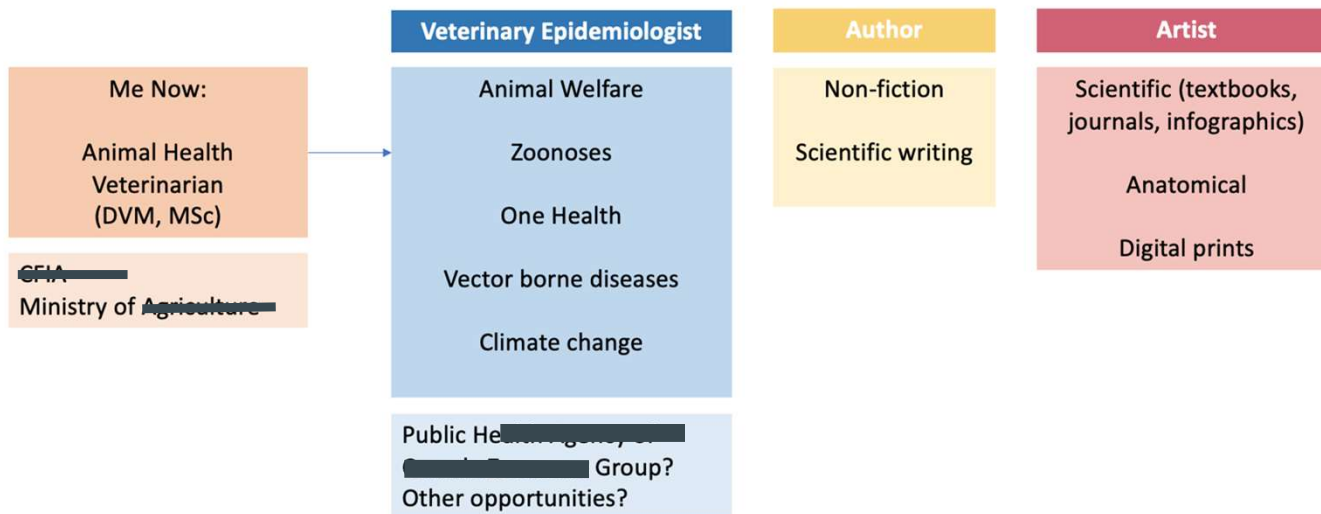 Veterinary Epidemiologist
Author
Artist
Me Now:
Animal Health
Veterinarian
(DVM, MSc)
Ministry of
Animal Welfare
Zoonoses
One Health
Vector borne diseases
Climate change
Public
Group?
Other opportunities?
Non-fiction
Scientific writing
Scientific (textbooks,
journals, infographics)
Anatomical
Digital prints